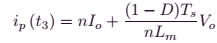 i_p (t_3) = nI_o + \frac{(1 − D)T_s}{nL_m} V_o